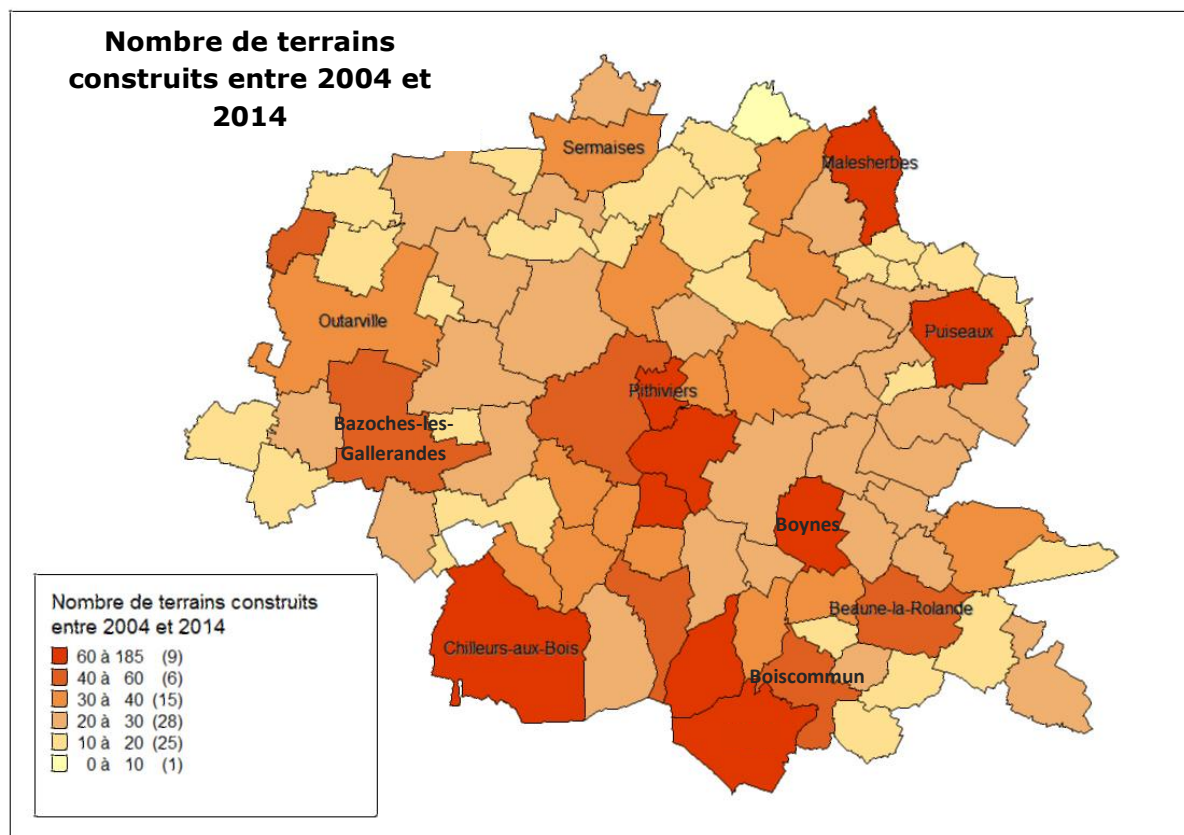 Nombre de terrains
construits entre 2004 et
2014
Sermaises
Malesherbes
Outarville
Puiseaux
Pithiviers
Bazoches-les-
Gallerandes
Boynes
Beaune-la-Rolande
Chilleurs-aux-Bois
Boiscommun
Nombre de terrains construits
entre 2004 et 2014
60 à 185 (9)
40 à 60 (6)
30 à 40 (15)
20 à 30 (28)
10 à 20 (25)
0 à 10 (1)